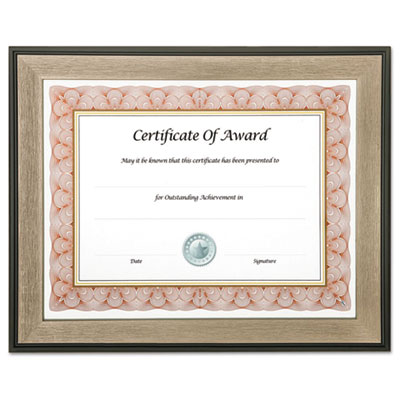 Certificate Of Award
May it be known that this certificate has been presented to
for Outstanding Achievement in
Date Signature